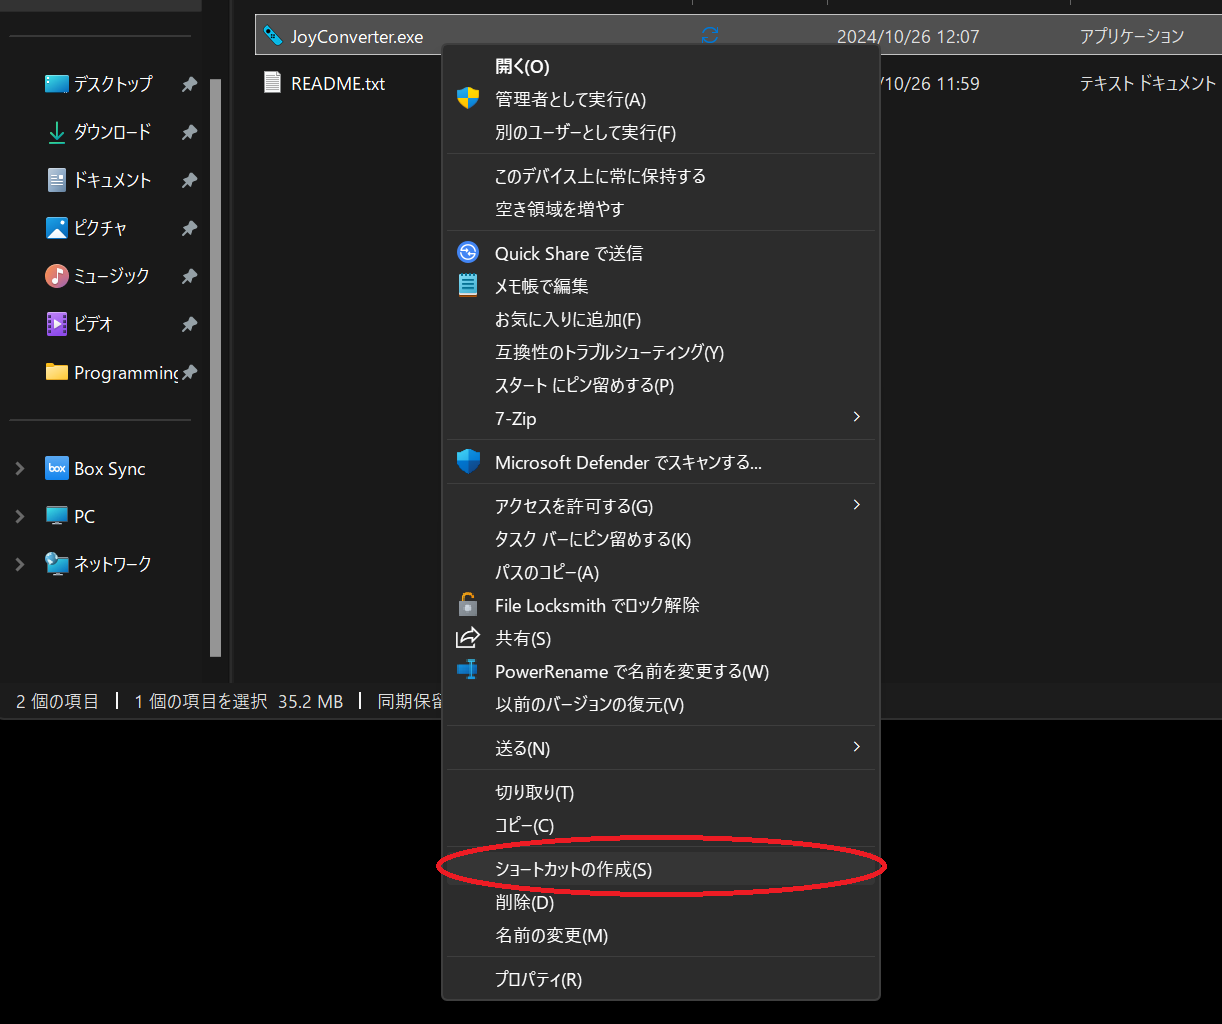 JoyConverter.exe 2024/10/26 12:07 アプリケーション
README.txt /10/26 11:59 テキスト ドキュメント
デスクトップ
ダウンロード
ドキュメント
ピクチャ
ミュージック
ビデオ
Programming
box Box Sync
PC
ネットワーク
2 個の項目 1 個の項目を選択 35.2 MB 同期保留
開く(O)
管理者として実行(A)
別のユーザーとして実行(F)
このデバイス上に常に保持する
空き領域を増やす
Quick Share で送信
メモ帳で編集
お気に入りに追加(F)
互換性のトラブルシューティング(Y)
スタート にピン留めする(P)
7-Zip
Microsoft Defender でスキャンする...
アクセスを許可する(G)
タスク バーにピン留めする(K)
パスのコピー(A)
File Locksmith でロック解除
共有(S)
PowerRename で名前を変更する(W)
以前のバージョンの復元(V)
送る(N)
切り取り(T)
コピー(C)
ショートカットの作成(S)
削除(D)
名前の変更(M)
プロパティ(R)